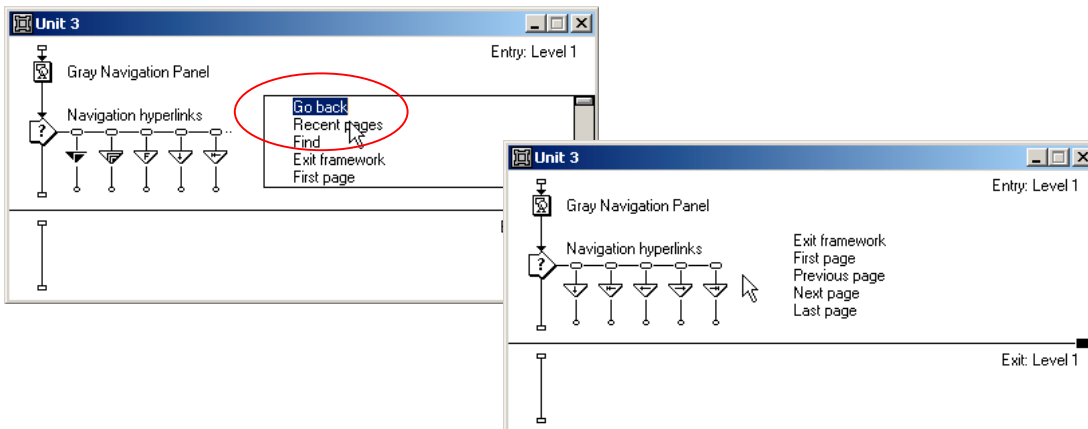 Unit 3
Entry: Level 1
Gray Navigation Panel
Navigation hyperlinks
?
Go back
Recent pages
Find
Exit framework
First page
F
E
Unit 3
Entry: Level 1
Gray Navigation Panel
Navigation hyperlinks
?
Exit framework
First page
Previous page
Next page
Last page
Exit: Level 1